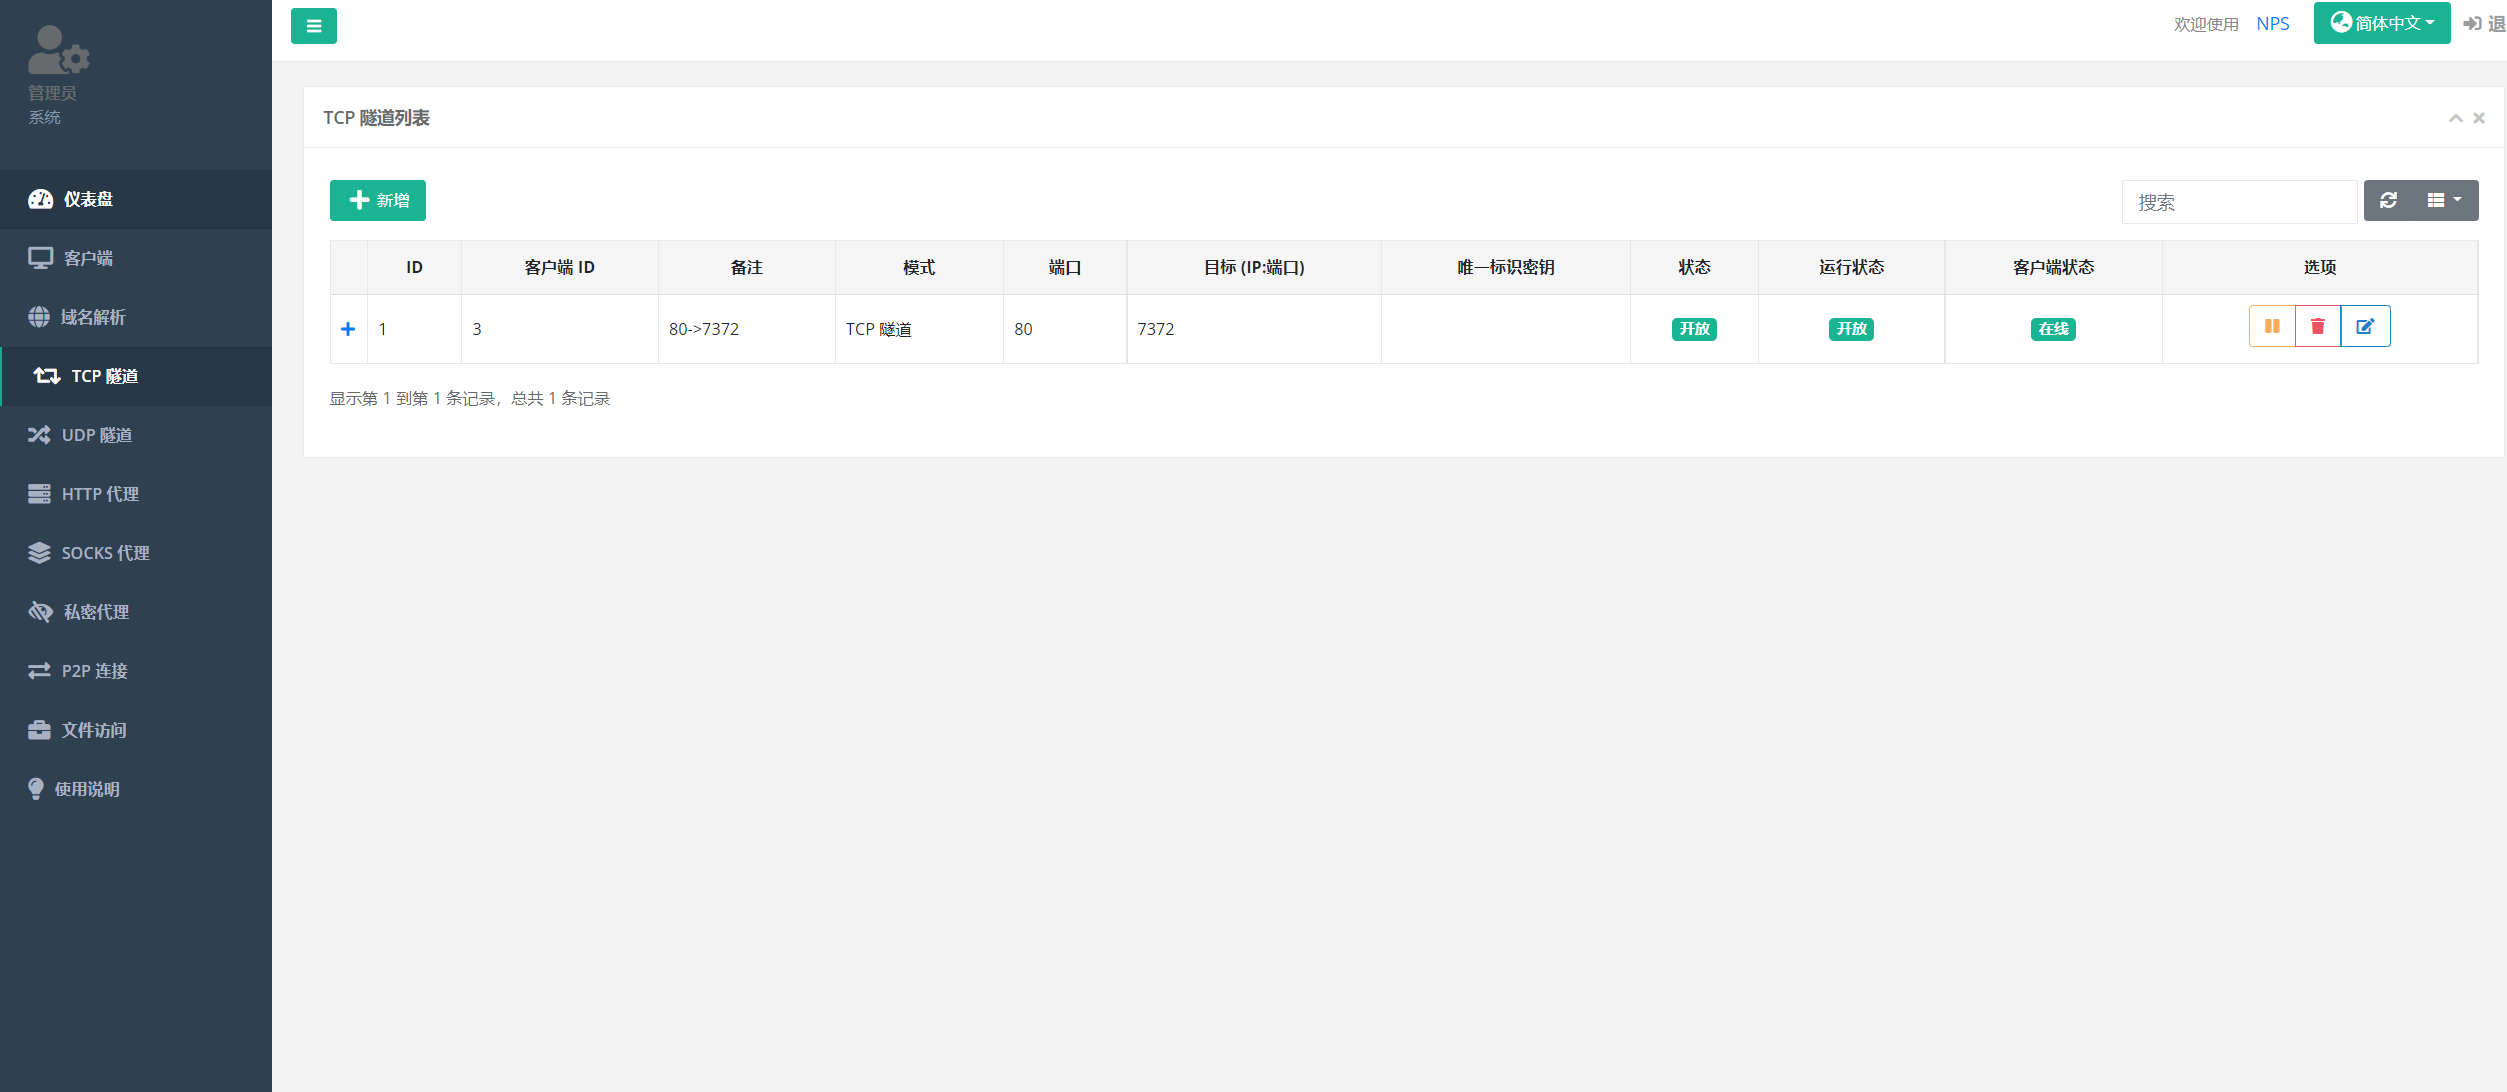 欢迎使用 NPS 简体中文 退
管理员
系统
仪表盘
客户端
域名解析
TCP 隧道
UDP 隧道
HTTP 代理
SOCKS 代理
私密代理
P2P 连接
文件访问
使用说明
TCP 隧道列表
新增
搜索
ID 客户端 ID 备注 模式 端口 目标 (IP:端口) 唯一标识密钥 状态 运行状态 客户端状态 选项
1 3 80->7372 TCP 隧道 80 7372 开放 开放 在线
显示第 1 到第 1 条记录，总共 1 条记录